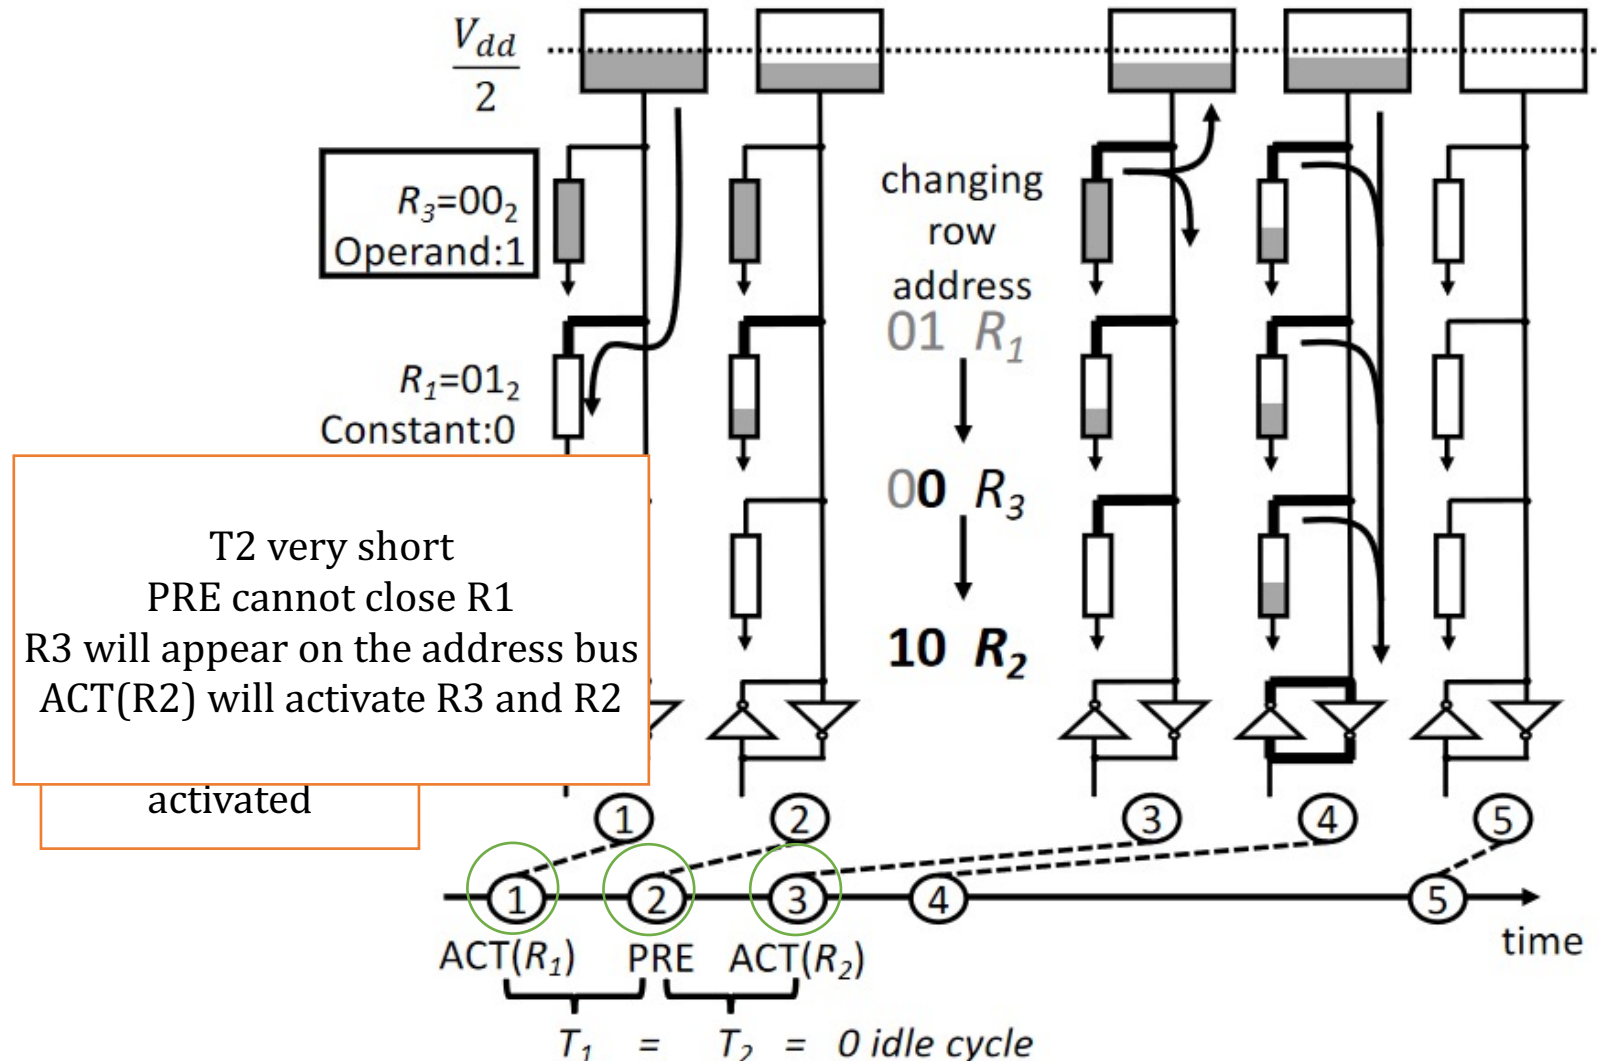 Vdd
2
R3=002
Operand:1
changing
row
address
01 R1
R1=012
Constant:0
00 R3
10 R2
T2 very short
PRE cannot close R1
R3 will appear on the address bus
ACT(R2) will activate R3 and R2
activated
1 2 3 4 5
1 2 3 4 5
time
ACT(R1) PRE ACT(R2)
T1 = T2 = 0 idle cycle